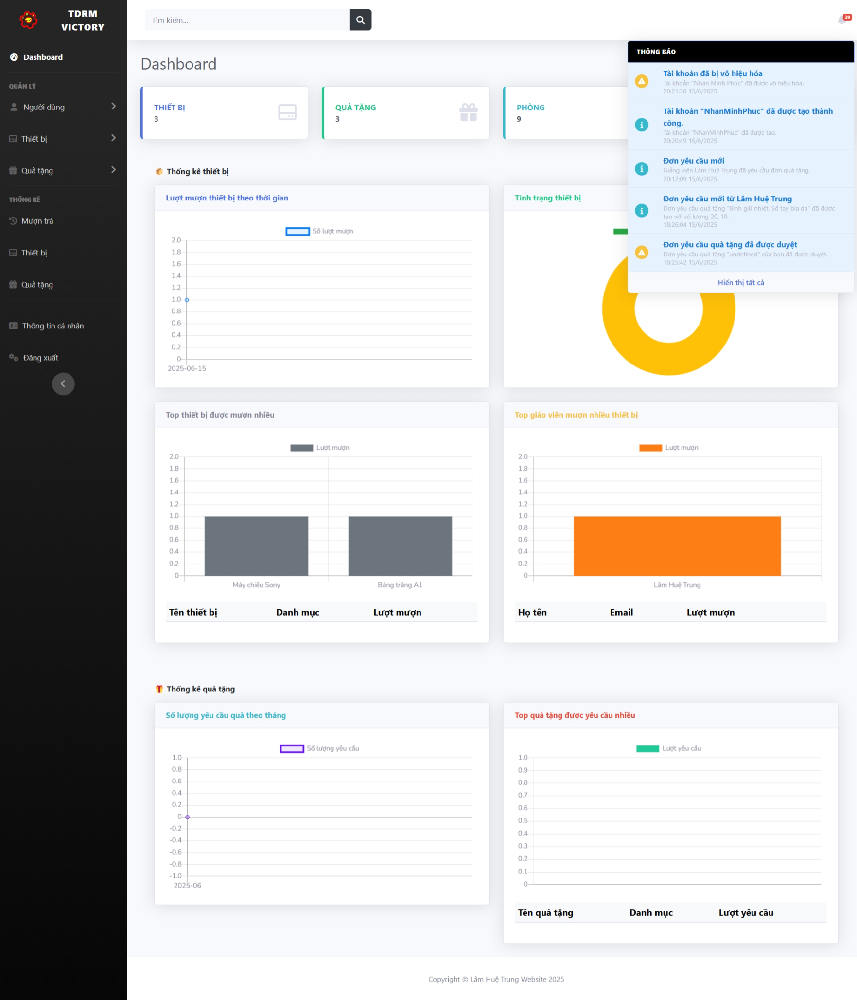 TDRM
VICTORY
Dashboard
QUẢN LÝ
Người dùng
Thiết bị
Quà tặng
THỐNG KÊ
Mượn trả
Thiết bị
Quà tặng
Thông tin cá nhân
Đăng xuất
Tìm kiếm...
39
Dashboard
THIẾT BỊ
3
QUÀ TẶNG
3
PHÒNG
9
THÔNG BÁO
Tài khoản đã bị vô hiệu hóa
Tài khoản "Nhan Minh Phúc" đã được vô hiệu hóa.
20:21:38 15/6/2025
Tài khoản "NhanMinhPhuc" đã được tạo thành
công.
Tài khoản "NhanMinhPhuc" đã được tạo.
20:20:49 15/6/2025
Đơn yêu cầu mới
Giảng viên Lâm Huệ Trung đã yêu cầu đơn quà tặng.
20:12:09 15/6/2025
Đơn yêu cầu mới từ Lâm Huệ Trung
Đơn yêu cầu quà tặng "Bình giữ nhiệt, Sổ tay bìa da" đã được
tạo với số lượng 20, 10.
18:26:04 15/6/2025
Đơn yêu cầu quà tặng đã được duyệt
Đơn yêu cầu quà tặng "undefined" của bạn đã được duyệt.
18:25:42 15/6/2025
Hiển thị tất cả
Thống kê thiết bị
Lượt mượn thiết bị theo thời gian
Số lượt mượn
2.0
1.8
1.6
1.4
1.2
1.0
0.8
0.6
0.4
0.2
0
2025-06-15
Tình trạng thiết bị
Top thiết bị được mượn nhiều
Lượt mượn
2.0
1.8
1.6
1.4
1.2
1.0
0.8
0.6
0.4
0.2
0
Máy chiếu Sony Bảng trắng A1
Tên thiết bị Danh mục Lượt mượn
Top giáo viên mượn nhiều thiết bị
Lượt mượn
2.0
1.8
1.6
1.4
1.2
1.0
0.8
0.6
0.4
0.2
0
Lâm Huệ Trung
Họ tên Email Lượt mượn
Thống kê quà tặng
Số lượng yêu cầu quà theo tháng
Số lượng yêu cầu
1.0
0.8
0.6
0.4
0.2
0
-0.2
-0.4
-0.6
-0.8
-1.0
2025-06
Top quà tặng được yêu cầu nhiều
Lượt yêu cầu
1.0
0.9
0.8
0.7
0.6
0.5
0.4
0.3
0.2
0.1
0
Tên quà tặng Danh mục Lượt yêu cầu
Copyright © Lâm Huệ Trung Website 2025